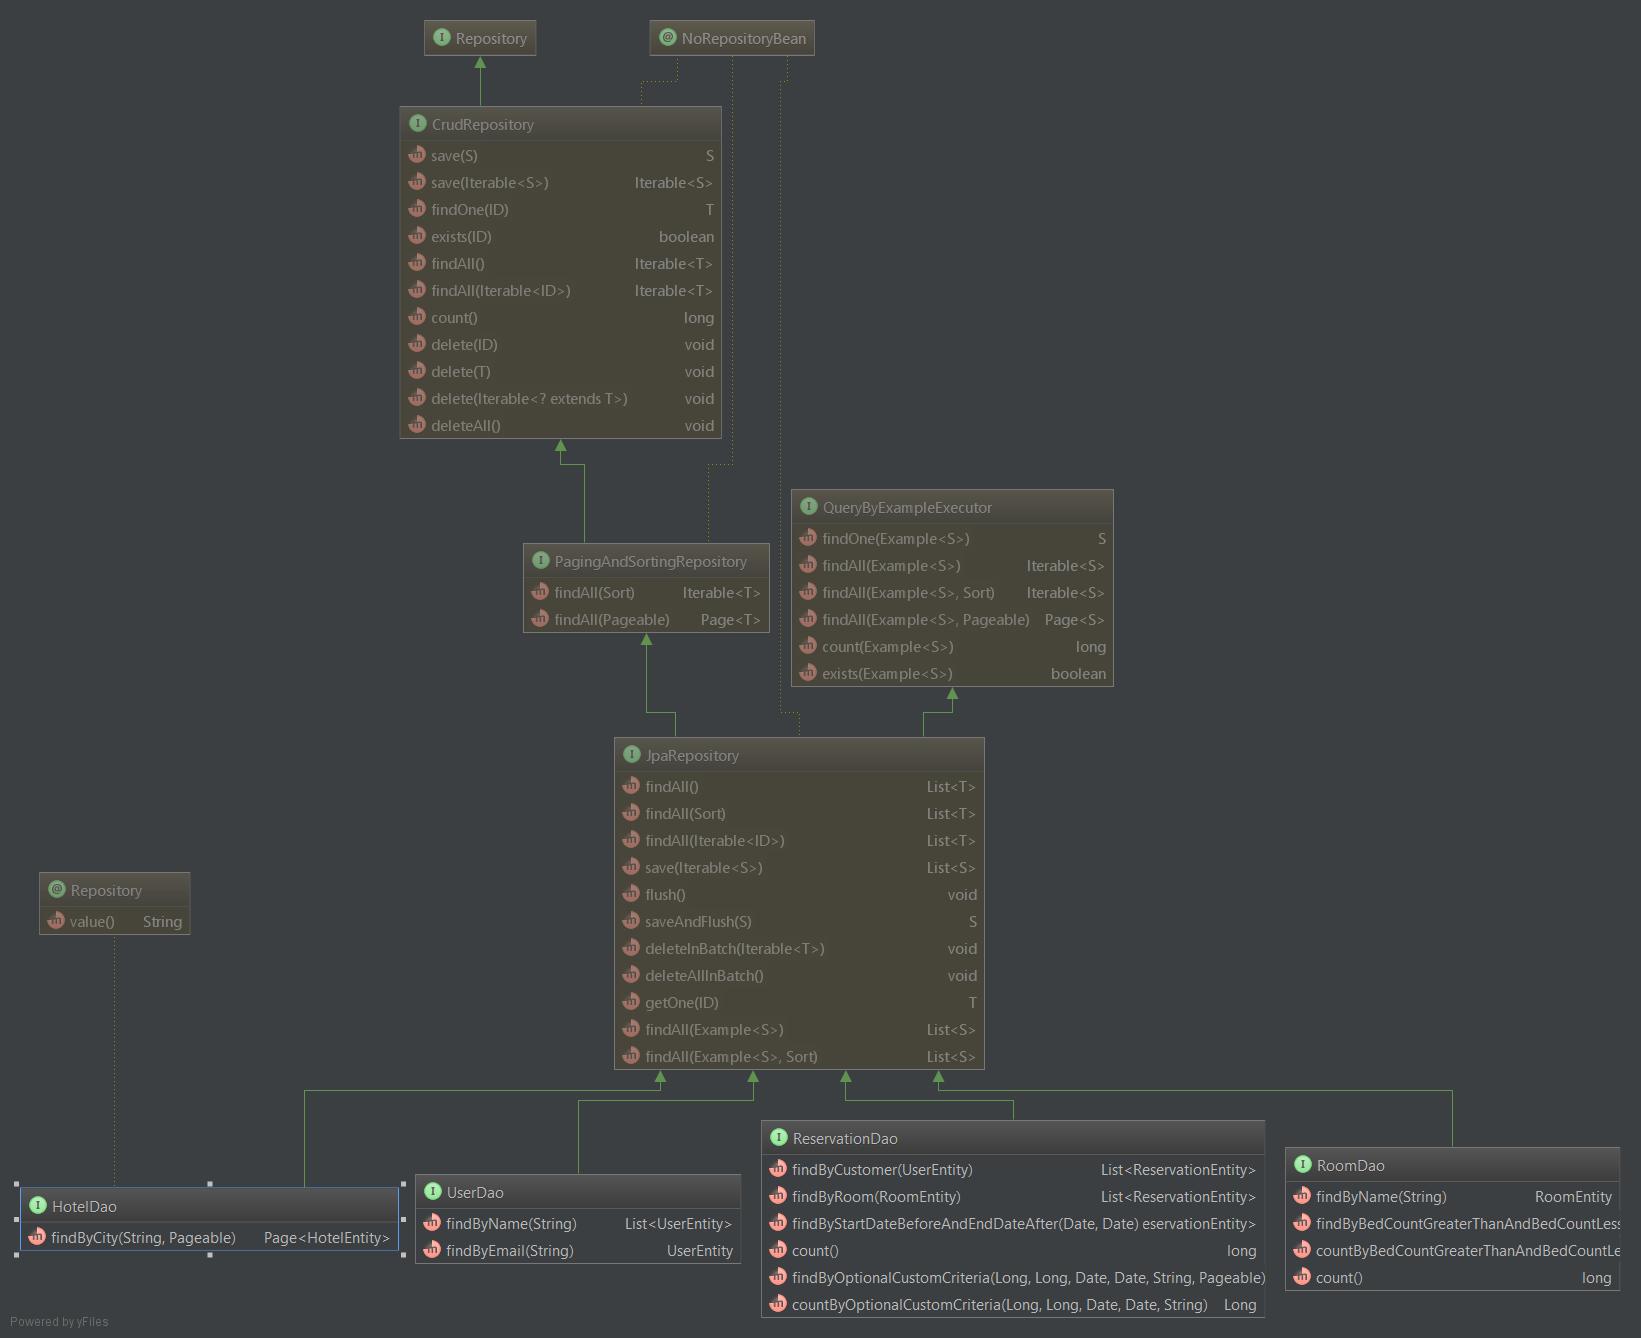 Repository
NoRepositoryBean
CrudRepository
save(S) S
save(Iterable<S>) Iterable<S>
findOne(ID) T
exists(ID) boolean
findAll() Iterable<T>
findAll(Iterable<ID>) Iterable<T>
count() long
delete(ID) void
delete(T) void
delete(Iterable<? extends T>) void
deleteAll() void
QueryByExampleExecutor
findOne(Example<S>) S
findAll(Example<S>) Iterable<S>
findAll(Example<S>, Sort) Iterable<S>
findAll(Example<S>, Pageable) Page<S>
count(Example<S>) long
exists(Example<S>) boolean
PagingAndSortingRepository
findAll(Sort) Iterable<T>
findAll(Pageable) Page<T>
JpaRepository
findAll() List<T>
findAll(Sort) List<T>
findAll(Iterable<ID>) List<T>
save(Iterable<S>) List<S>
flush() void
saveAndFlush(S) S
deleteInBatch(Iterable<T>) void
deleteAllInBatch() void
getOne(ID) T
findAll(Example<S>) List<S>
findAll(Example<S>, Sort) List<S>
Repository
value() String
HotelDao
findByCity(String, Pageable) Page<HotelEntity>
UserDao
findByName(String) List<UserEntity>
findByEmail(String) UserEntity
ReservationDao
findByCustomer(UserEntity) List<ReservationEntity>
findByRoom(RoomEntity) List<ReservationEntity>
findByStartDateBeforeAndEndDateAfter(Date, Date) eservationEntity>
count() long
findByOptionalCustomCriteria(Long, Long, Date, Date, String, Pageable)
countByOptionalCustomCriteria(Long, Long, Date, Date, String) Long
RoomDao
findByName(String) RoomEntity
findByBedCountGreaterThanAndBedCountLess
countByBedCountGreaterThanAndBedCountLe
count() long
Powered by yFiles